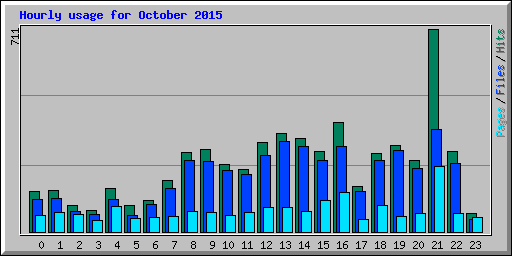 Hourly usage for October 2015
711
Pages / Files / Hits
0 1 2 3 4 5 6 7 8 9 10 11 12 13 14 15 16 17 18 19 20 21 22 23